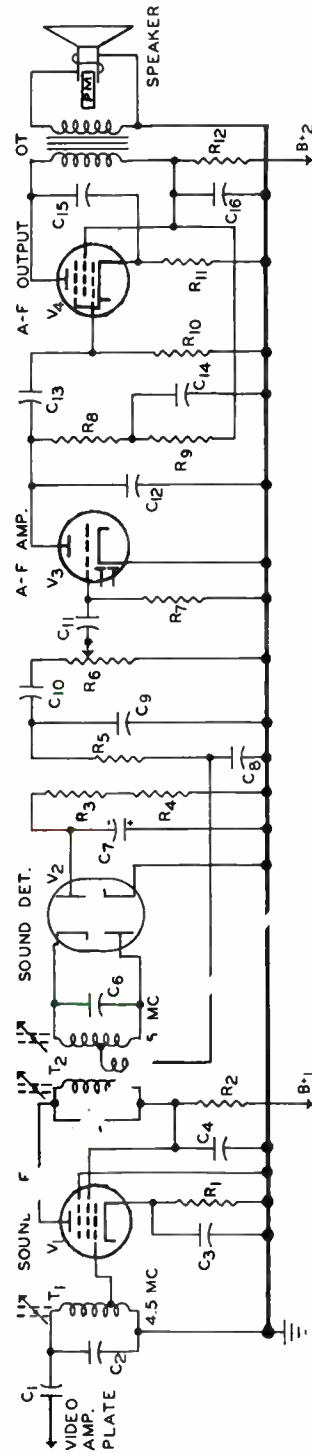 VIDEO
AMP.
PLATE
C1
T1
C2
4.5 MC
V1
C3
R1
C4
R2
B+1
T2
C6
MC
SOUND DET.
V2
C7
R3
R4
R5
C8
C9
C10
R6
C11
R7
A-F AMP.
V3
C12
R8
R9
C13
C14
R10
A-F OUTPUT
V4
C15
R11
C16
OT
R12
B+2
PM
SPEAKER